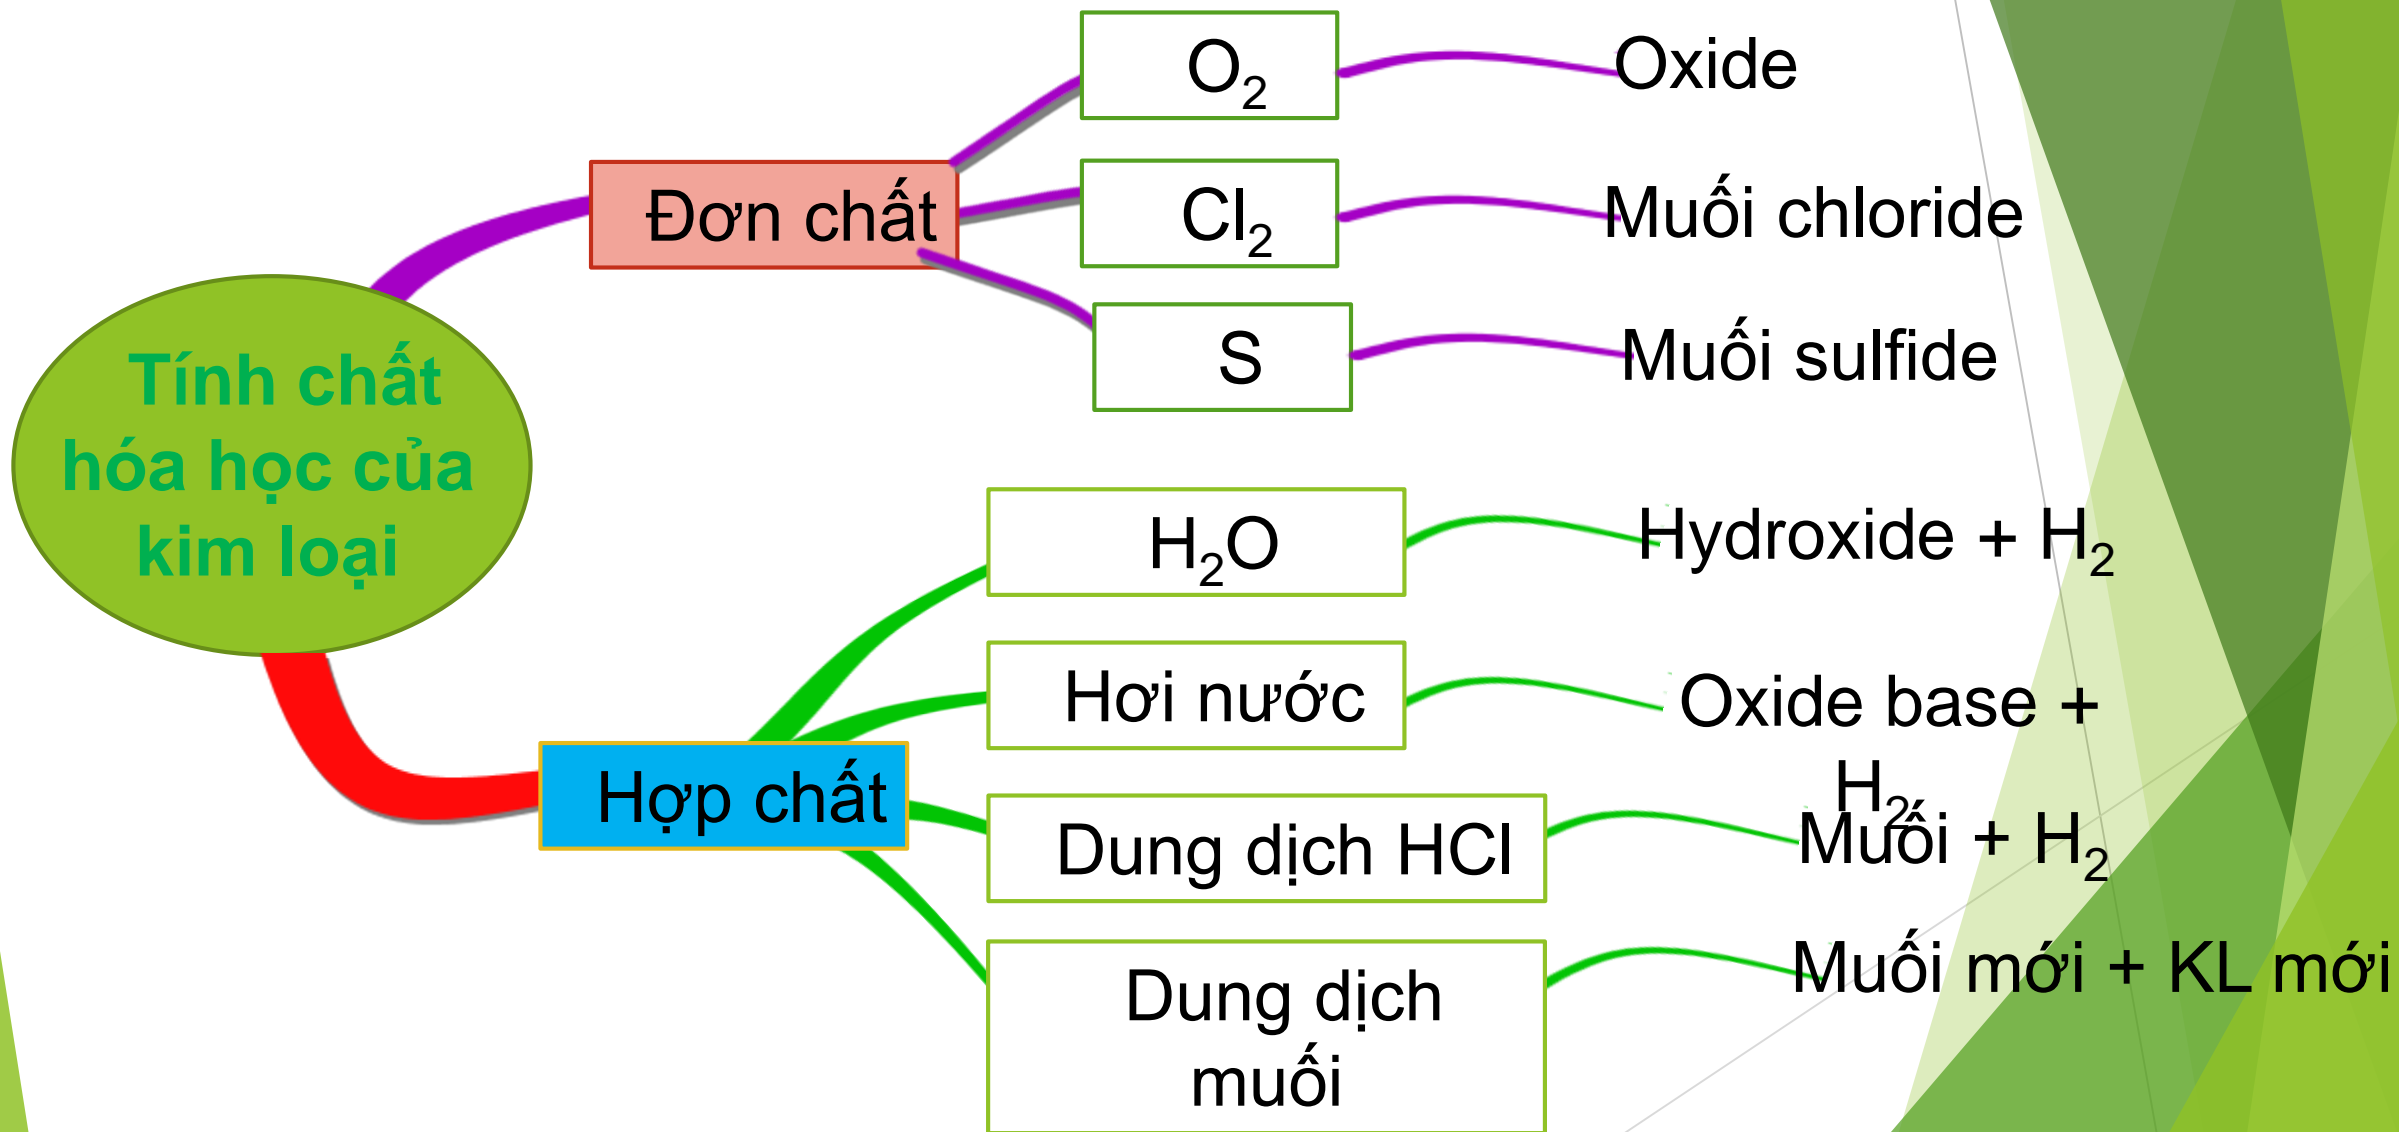 Tính chất
hóa học của
kim loại
Đơn chất
O₂
Oxide
Cl₂
Muối chloride
S
Muối sulfide
Hợp chất
H₂O
Hydroxide + H₂
Hơi nước
Oxide base +
H₂
Dung dịch HCl
Muối + H₂
Dung dịch
muối
Muối mới + KL mới